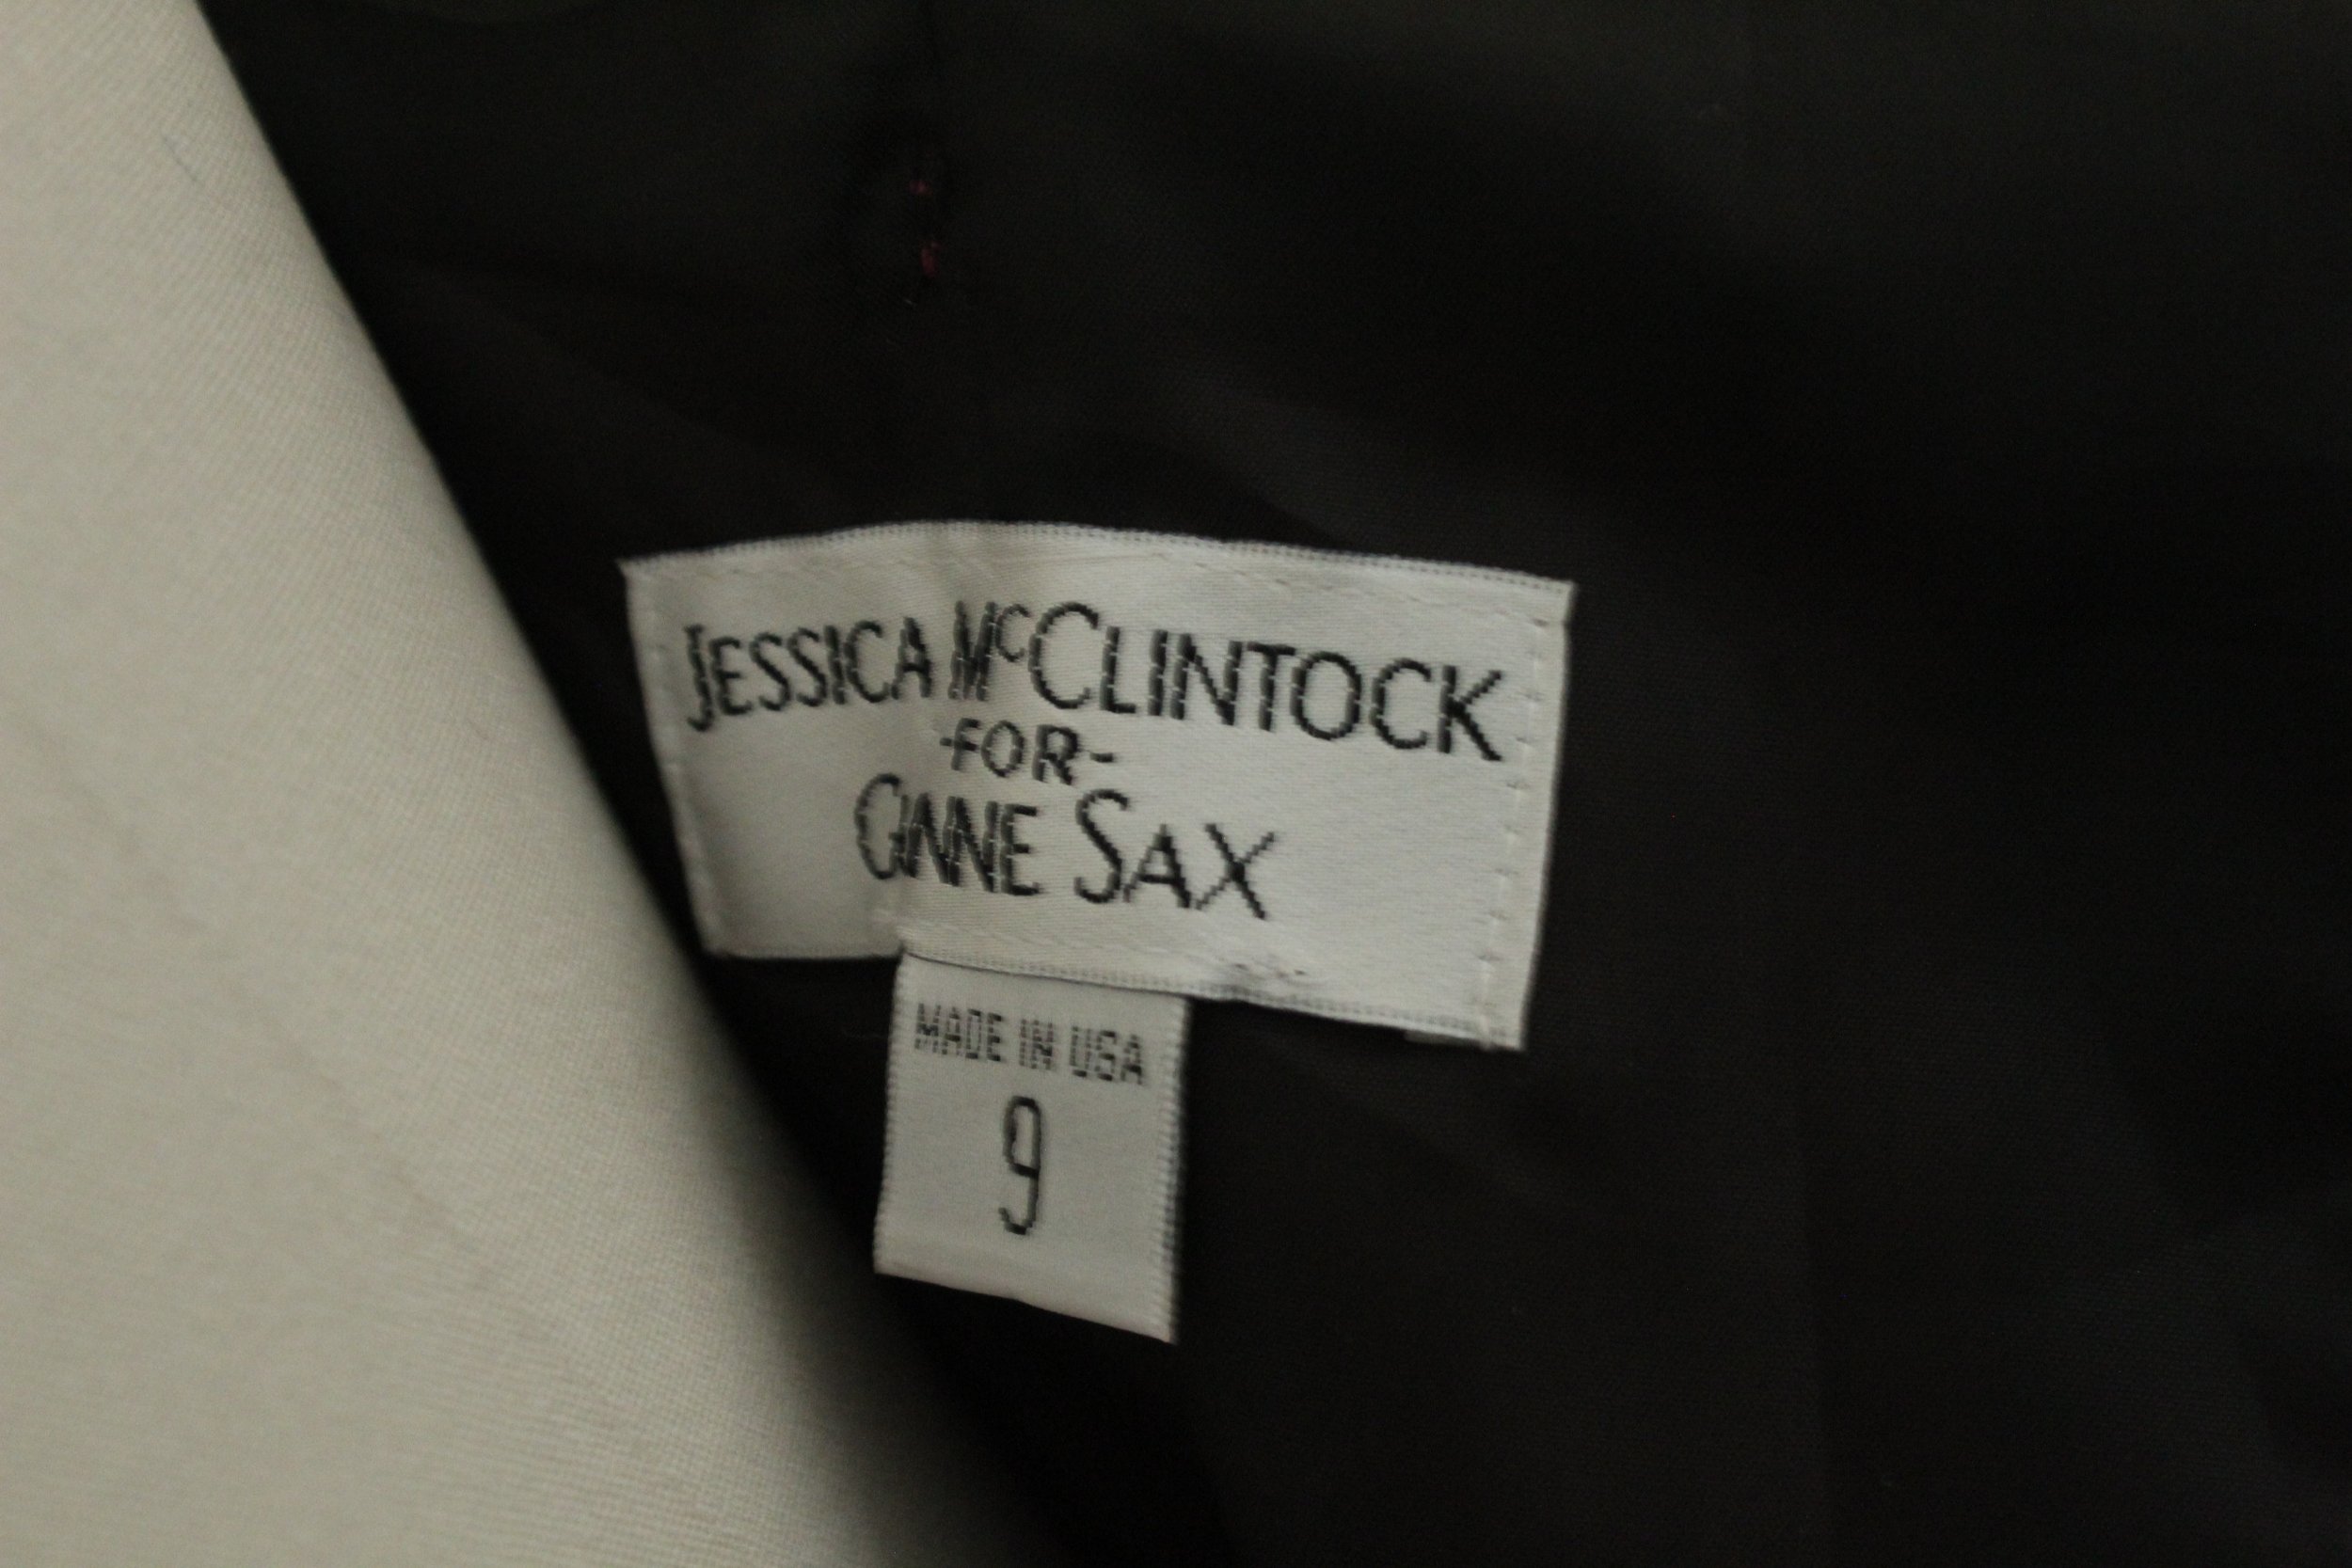 JESSICA McCLINTOCK
-FOR-
GUNNE SAX
MADE IN USA
9